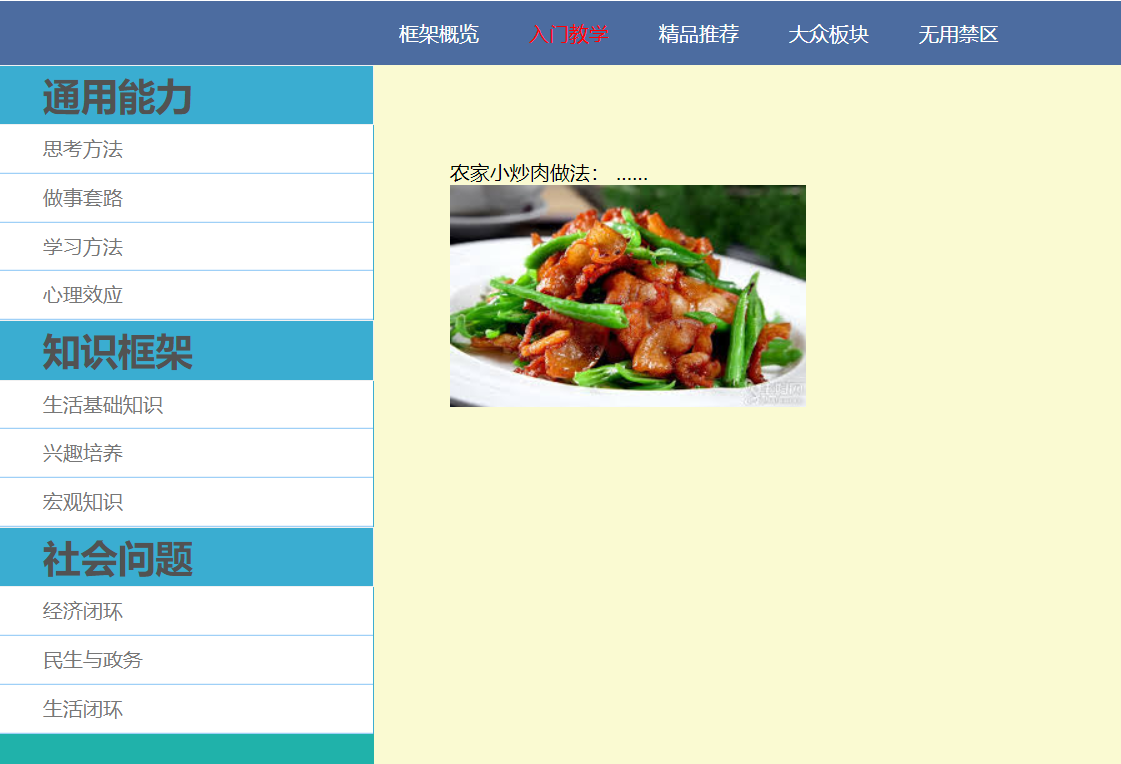 框架概览 入门教学 精品推荐 大众板块 无用禁区
通用能力
思考方法
做事套路
学习方法
心理效应
知识框架
生活基础知识
兴趣培养
宏观知识
社会问题
经济闭环
民生与政务
生活闭环
农家小炒肉做法： ......